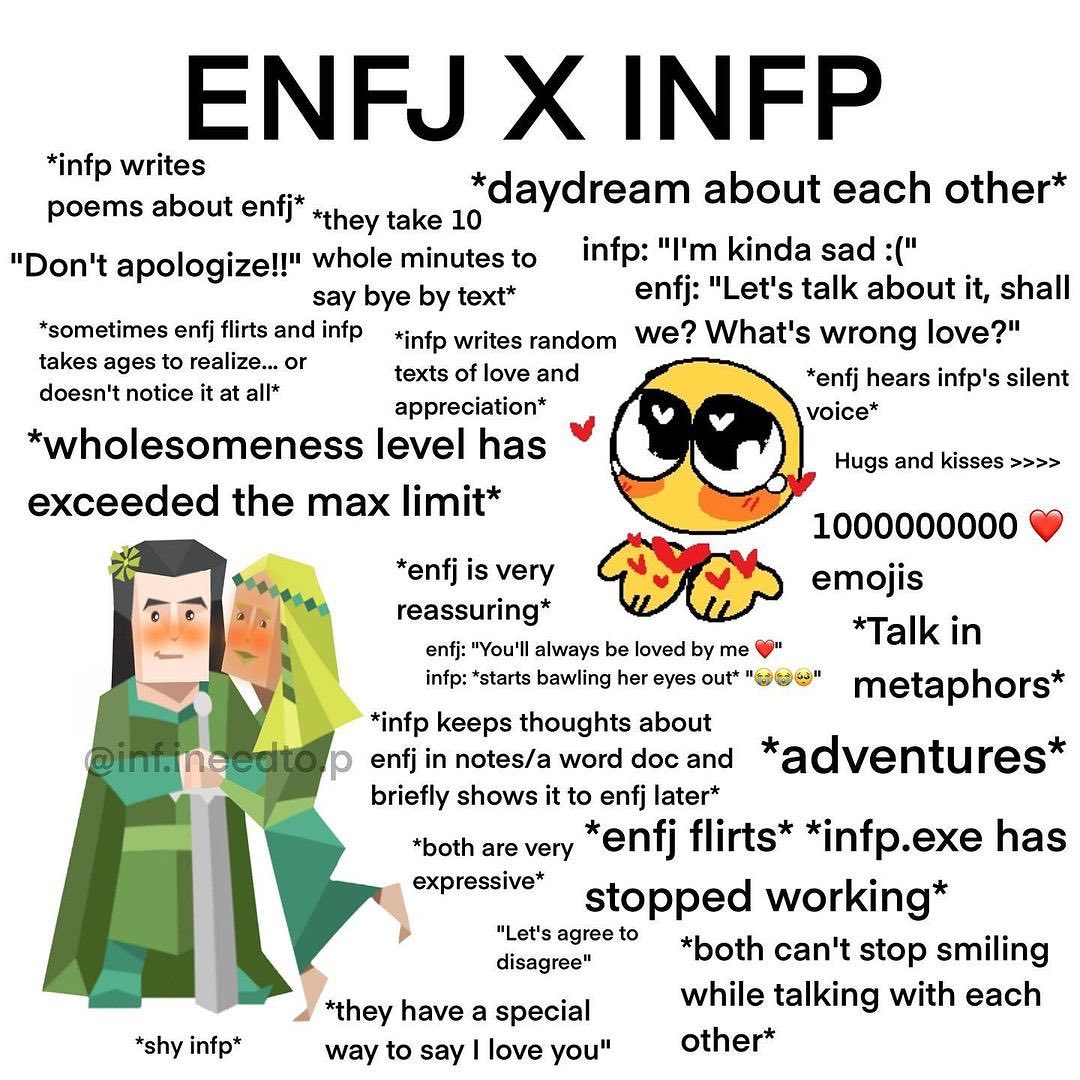 ENFJ X INFP
*infp writes
poems about enfj*
*daydream about each other*
*they take 10
whole minutes to
say bye by text*
"Don't apologize!!"
infp: "I'm kinda sad :("
enfj: "Let's talk about it, shall
we? What's wrong love?"
*sometimes enfj flirts and infp
takes ages to realize... or
doesn't notice it at all*
*infp writes random
texts of love and
appreciation*
*enfj hears infp's silent
voice*
*wholesomeness level has
exceeded the max limit*
Hugs and kisses >>>>
1000000000 ❤️
emojis
*enfj is very
reassuring*
*Talk in
metaphors*
enfj: "You'll always be loved by me ❤️"
infp: *starts bawling her eyes out* "😭😭🥺"
*infp keeps thoughts about
enfj in notes/a word doc and
briefly shows it to enfj later*
*adventures*
@inf.ineedto.p
*both are very
expressive*
*enfj flirts* *infp.exe has
stopped working*
"Let's agree to
disagree"
*both can't stop smiling
while talking with each
other*
*they have a special
way to say I love you"
*shy infp*